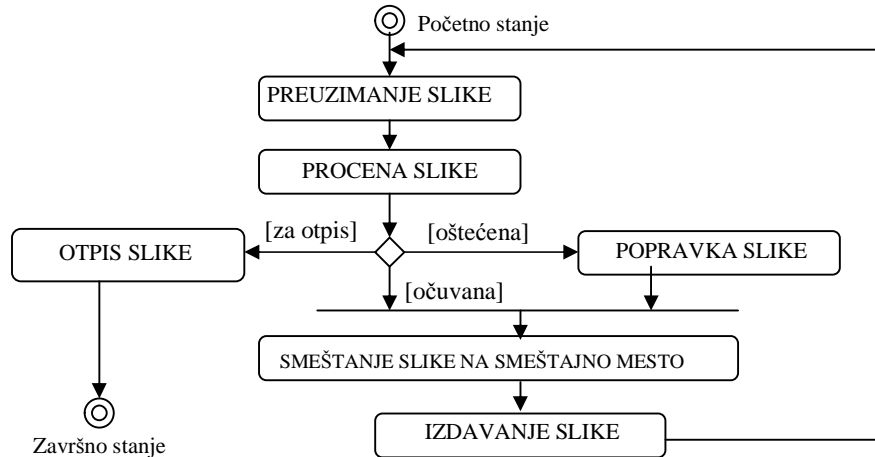 Početno stanje
PREUZIMANJE SLIKE
PROCENA SLIKE
[za otpis]
[oštećena]
OTPIS SLIKE
POPRAVKA SLIKE
[očuvana]
SMEŠTANJE SLIKE NA SMEŠTAJNO MESTO
IZDAVANJE SLIKE
Završno stanje